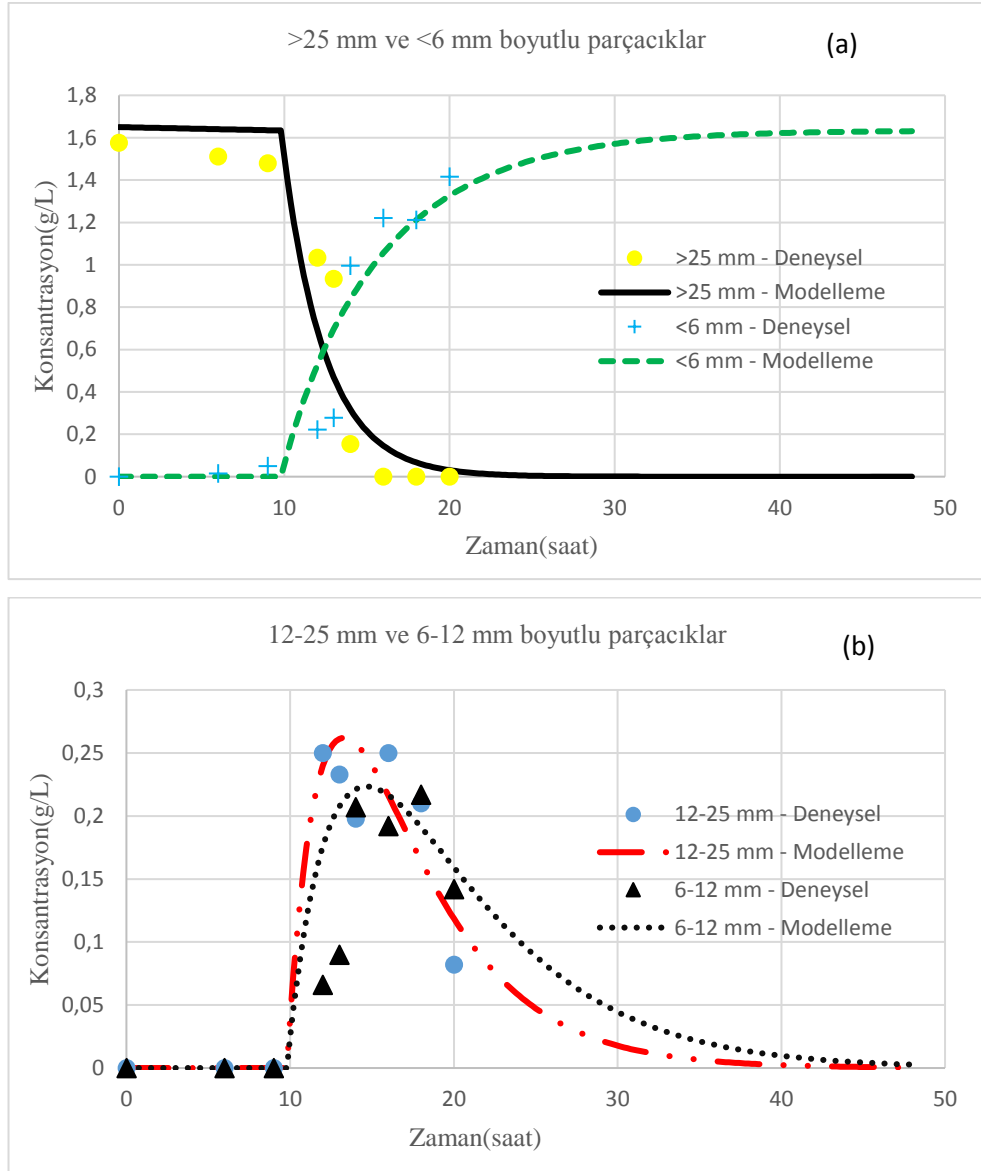 >25 mm ve <6 mm boyutlu parçacıklar
(a)
Konsantrasyon(g/L)
1,8
1,6
1,4
1,2
1
0,8
0,6
0,4
0,2
0
0 10 20 30 40 50
Zaman(saat)
>25 mm - Deneysel
>25 mm - Modelleme
<6 mm - Deneysel
<6 mm - Modelleme
12-25 mm ve 6-12 mm boyutlu parçacıklar
(b)
Konsantrasyon(g/L)
0,3
0,25
0,2
0,15
0,1
0,05
0
0 10 20 30 40 50
Zaman(saat)
12-25 mm - Deneysel
12-25 mm - Modelleme
6-12 mm - Deneysel
6-12 mm - Modelleme